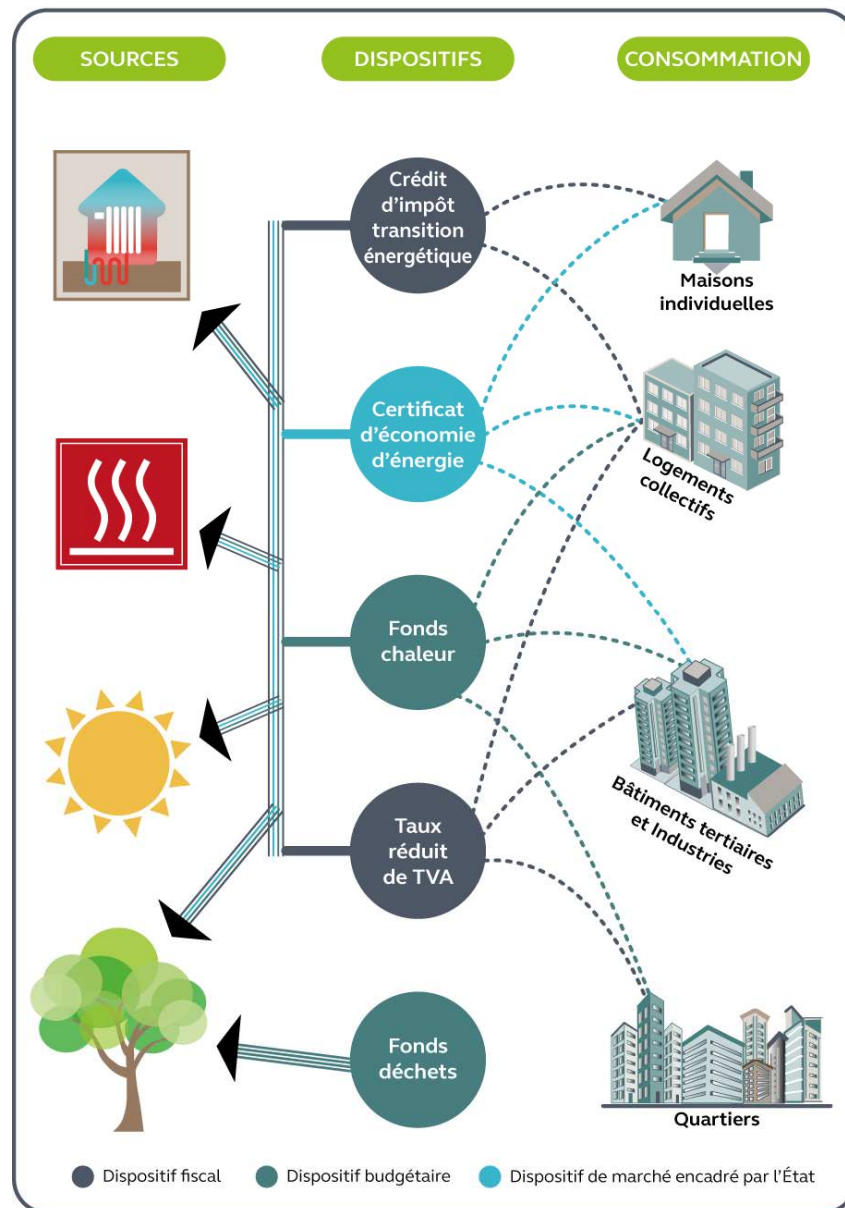 SOURCES
DISPOSITIFS
CONSOMMATION
Crédit
d'impôt
transition
énergétique
Maisons
individuelles
Certificat
d'économie
d'énergie
Logements
collectifs
Fonds
chaleur
Bâtiments tertiaires
et Industries
Taux
réduit
de TVA
Fonds
déchets
Quartiers
Dispositif fiscal
Dispositif budgétaire
Dispositif de marché encadré par l'État